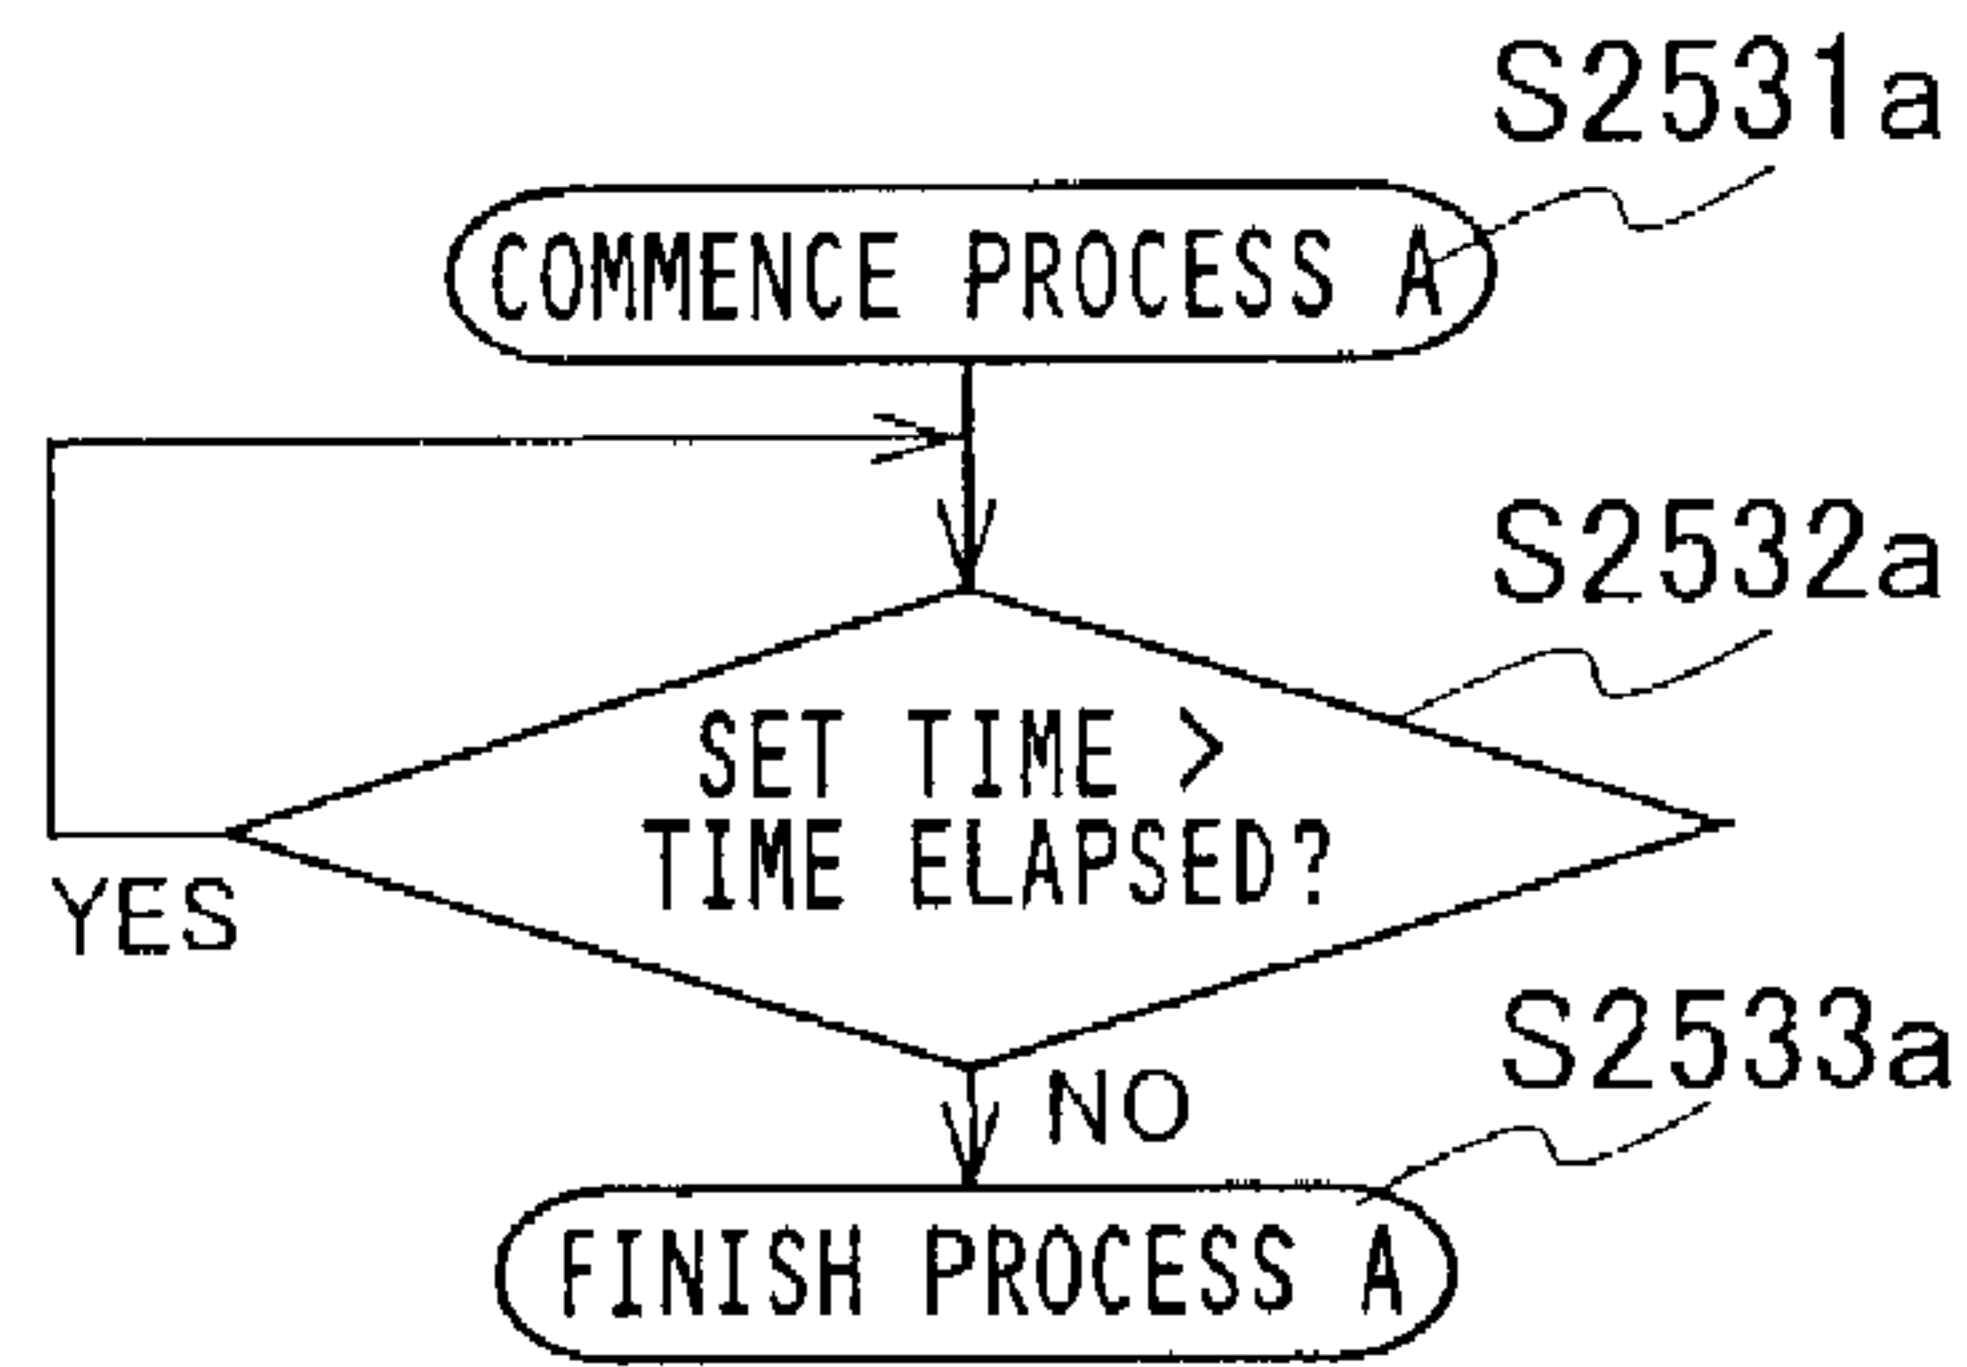 S2531a
COMMENCE PROCESS A
S2532a
SET TIME >
TIME ELAPSED?
YES
S2533a
NO
FINISH PROCESS A